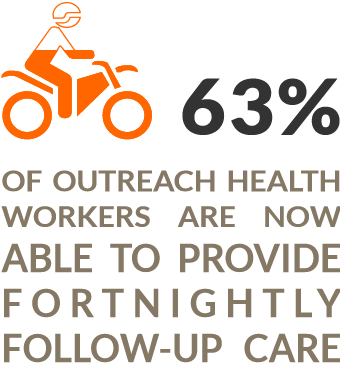 63%
OF OUTREACH HEALTH
WORKERS ARE NOW
ABLE TO PROVIDE
FORTNIGHTLY
FOLLOW-UP CARE